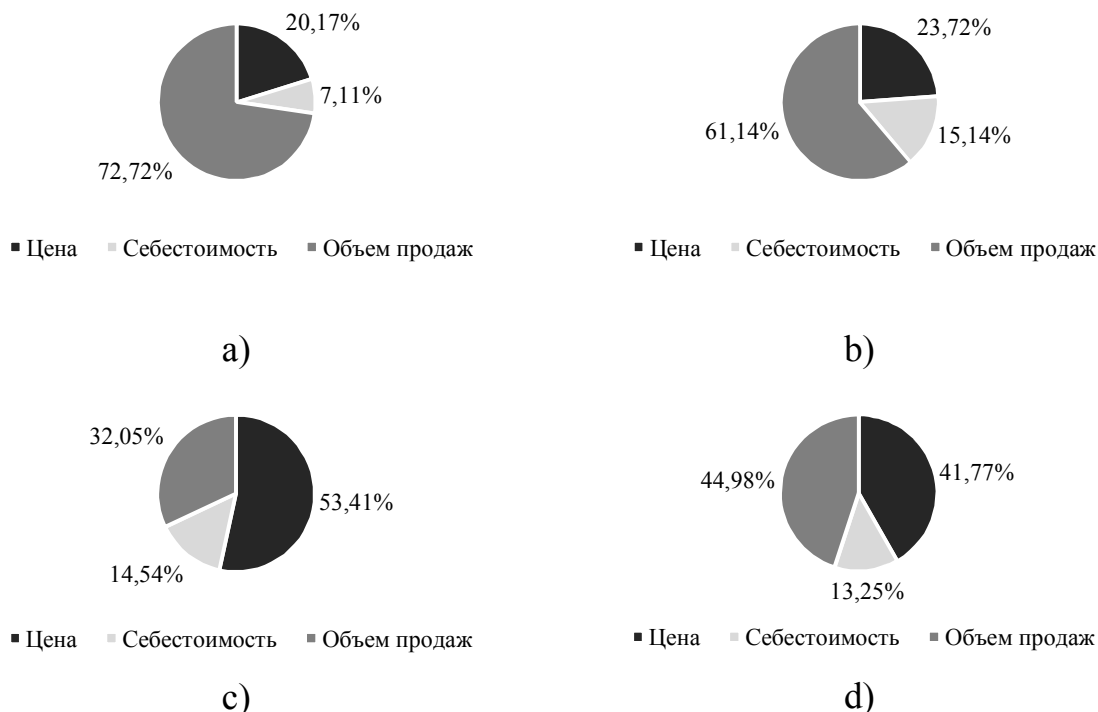 20,17%
7,11%
72,72%
■ Цена ■ Себестоимость ■ Объем продаж
a)
23,72%
15,14%
61,14%
■ Цена ■ Себестоимость ■ Объем продаж
b)
32,05%
53,41%
14,54%
■ Цена ■ Себестоимость ■ Объем продаж
c)
44,98%
41,77%
13,25%
■ Цена ■ Себестоимость ■ Объем продаж
d)